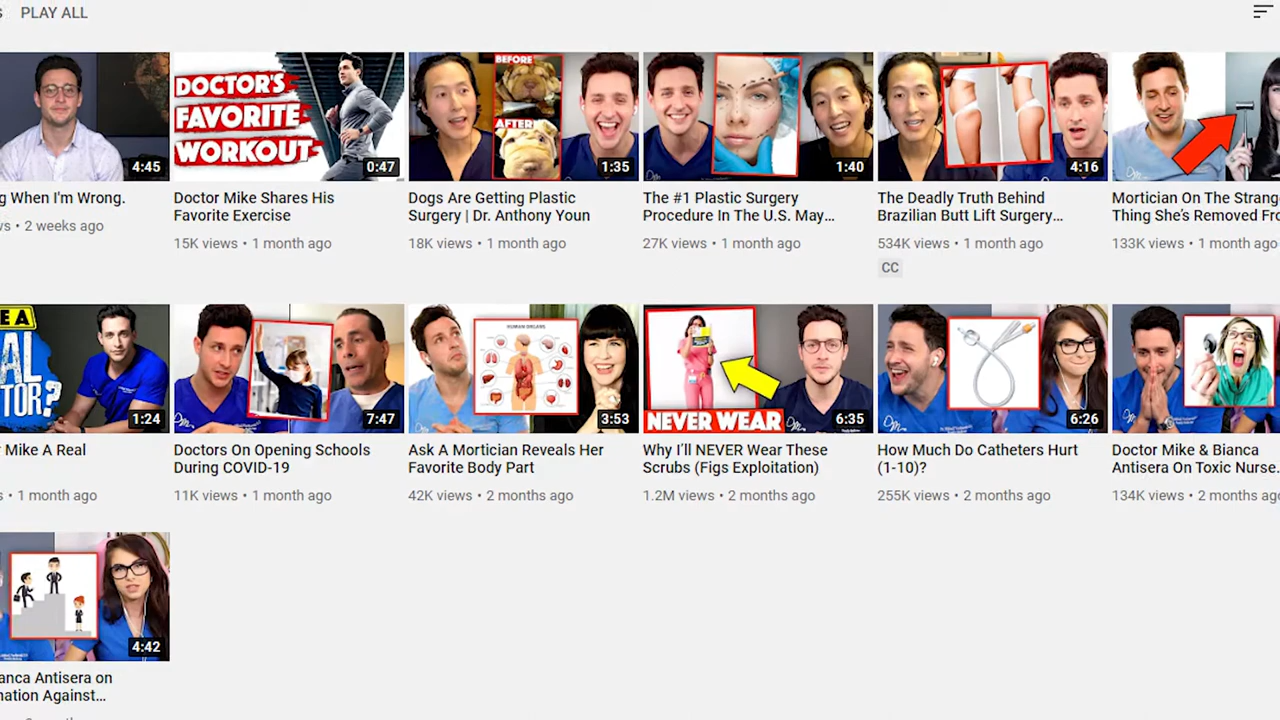 PLAY ALL
DOCTOR'S
FAVORITE
WORKOUT
BEFORE
AFTER
4:45
0:47
1:35
1:40
4:16
g When I'm Wrong.
Doctor Mike Shares His
Favorite Exercise
Dogs Are Getting Plastic
Surgery | Dr. Anthony Youn
The #1 Plastic Surgery
Procedure In The U.S. May...
The Deadly Truth Behind
Brazilian Butt Lift Surgery...
Mortician On The Strange
Thing She's Removed Fro
ws • 2 weeks ago
15K views • 1 month ago
18K views • 1 month ago
27K views • 1 month ago
534K views • 1 month ago
133K views • 1 month ago
CC
E A
AL
TOR?
HUMAN ORGANS
NEVER WEAR
1:24
7:47
3:53
6:35
6:26
r Mike A Real
Doctors On Opening Schools
During COVID-19
Ask A Mortician Reveals Her
Favorite Body Part
Why I'll NEVER Wear These
Scrubs (Figs Exploitation)
How Much Do Catheters Hurt
(1-10)?
Doctor Mike & Bianca
Antisera On Toxic Nurse...
s • 1 month ago
11K views • 1 month ago
42K views • 2 months ago
1.2M views • 2 months ago
255K views • 2 months ago
134K views • 2 months ago
4:42
anca Antisera on
nation Against...